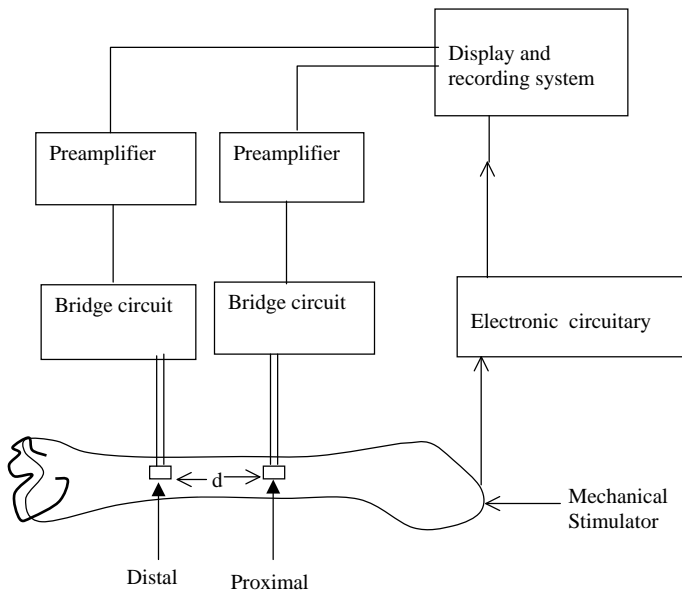 Display and
recording system
Preamplifier
Preamplifier
Bridge circuit
Bridge circuit
Electronic circuitary
d
Mechanical
Stimulator
Distal
Proximal